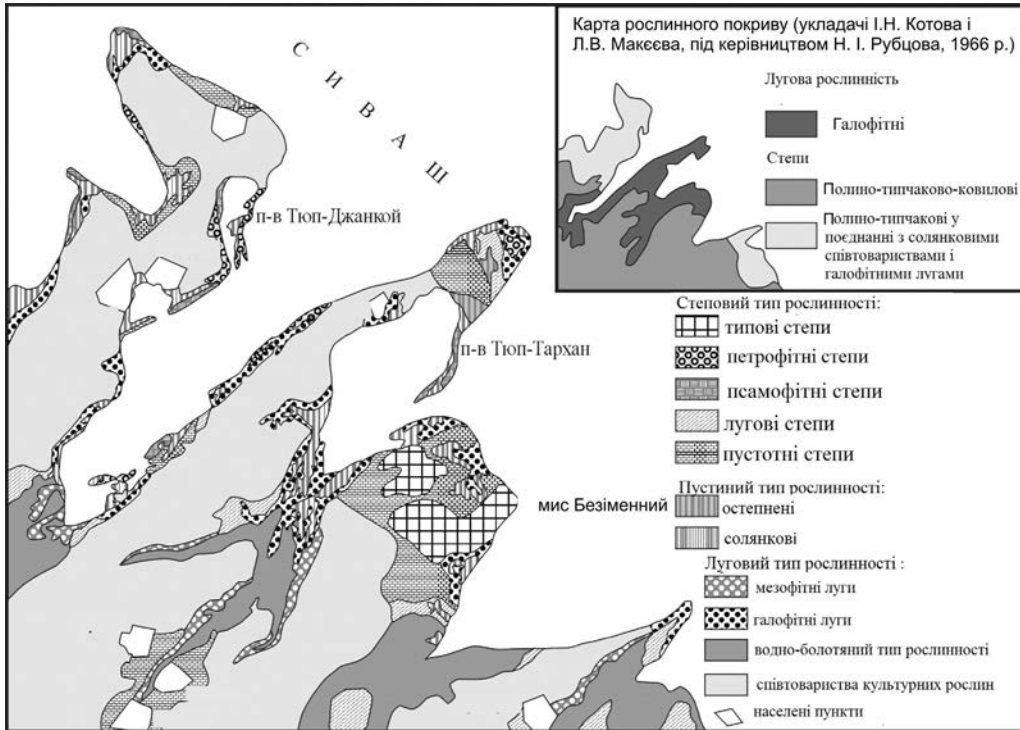 Карта рослинного покриву (укладачі І.Н. Котова і
Л.В. Макєєва, під керівництвом Н. І. Рубцова, 1966 р.)
Лугова рослинність
Галофітні
Степи
Полино-типчаково-ковилові
Полино-типчакові у
поєднанні з солянковими
співтовариствами і
галофітними лугами
СИВАШ
п-в Тюп-Джанкой
п-в Тюп-Тархан
мис Безіменний
Степовий тип рослинності:
типові степи
петрофітні степи
псамофітні степи
лугові степи
пустотні степи
Пустиний тип рослинності:
остепнені
солянкові
Луговий тип рослинності :
мезофітні луги
галофітні луги
водно-болотяний тип рослинності
співтовариства культурних рослин
населені пункти